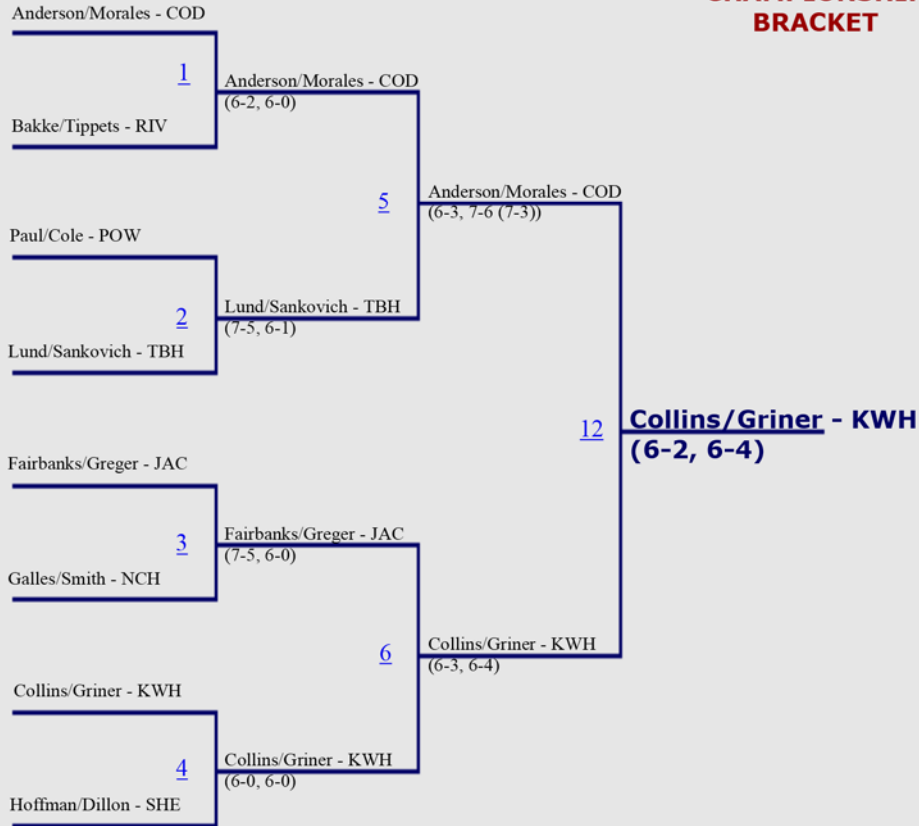 BRACKET
Anderson/Morales - COD
1
Anderson/Morales - COD
(6-2, 6-0)
Bakke/Tippets - RIV
5
Anderson/Morales - COD
(6-3, 7-6 (7-3))
Paul/Cole - POW
2
Lund/Sankovich - TBH
(7-5, 6-1)
Lund/Sankovich - TBH
12
Collins/Griner - KWH
(6-2, 6-4)
Fairbanks/Greger - JAC
3
Fairbanks/Greger - JAC
(7-5, 6-0)
Galles/Smith - NCH
6
Collins/Griner - KWH
(6-3, 6-4)
Collins/Griner - KWH
4
Collins/Griner - KWH
(6-0, 6-0)
Hoffman/Dillon - SHE